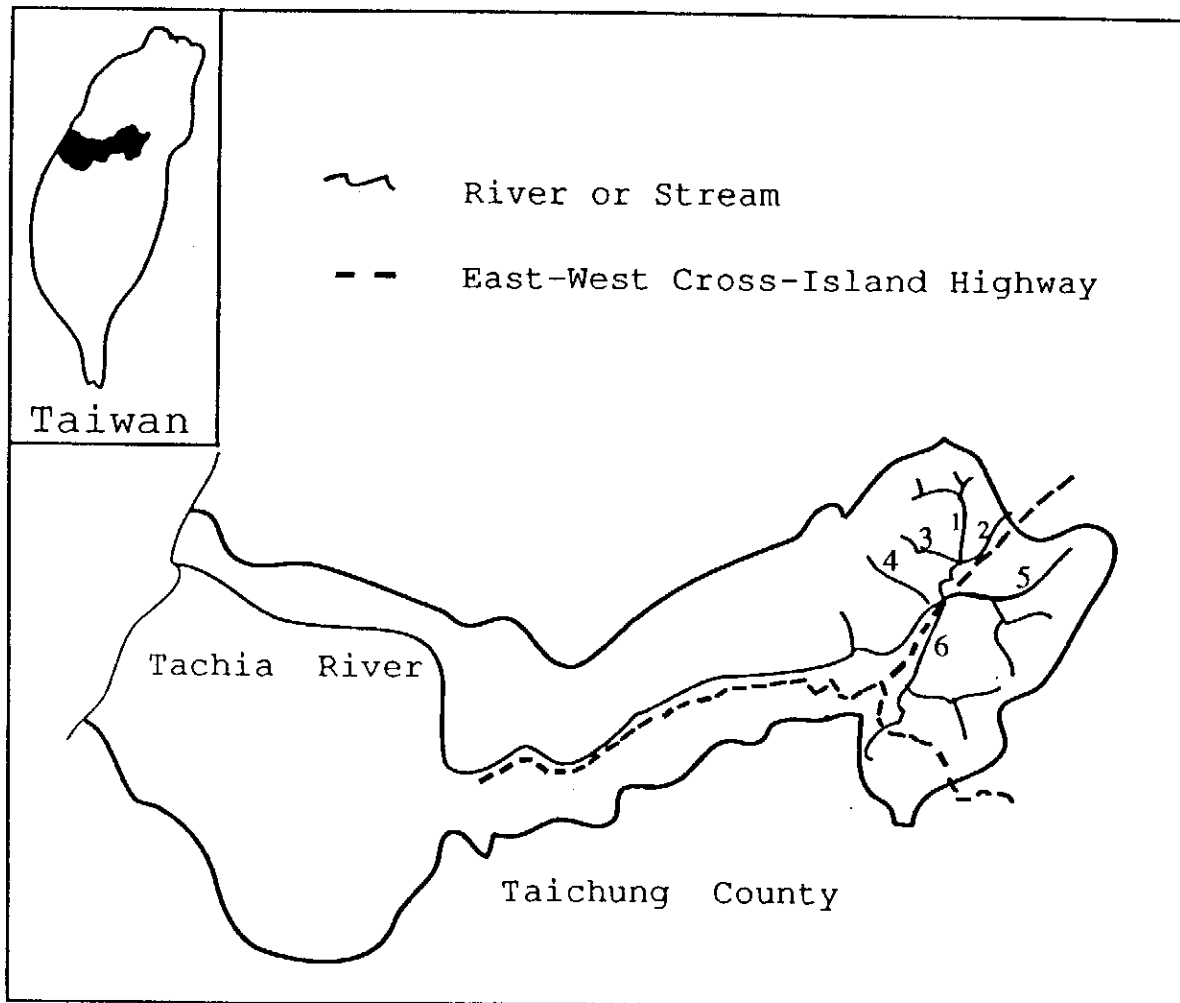 River or Stream
East-West Cross-Island Highway
Taiwan
1
2
3
4
5
6
Tachia River
Taichung County